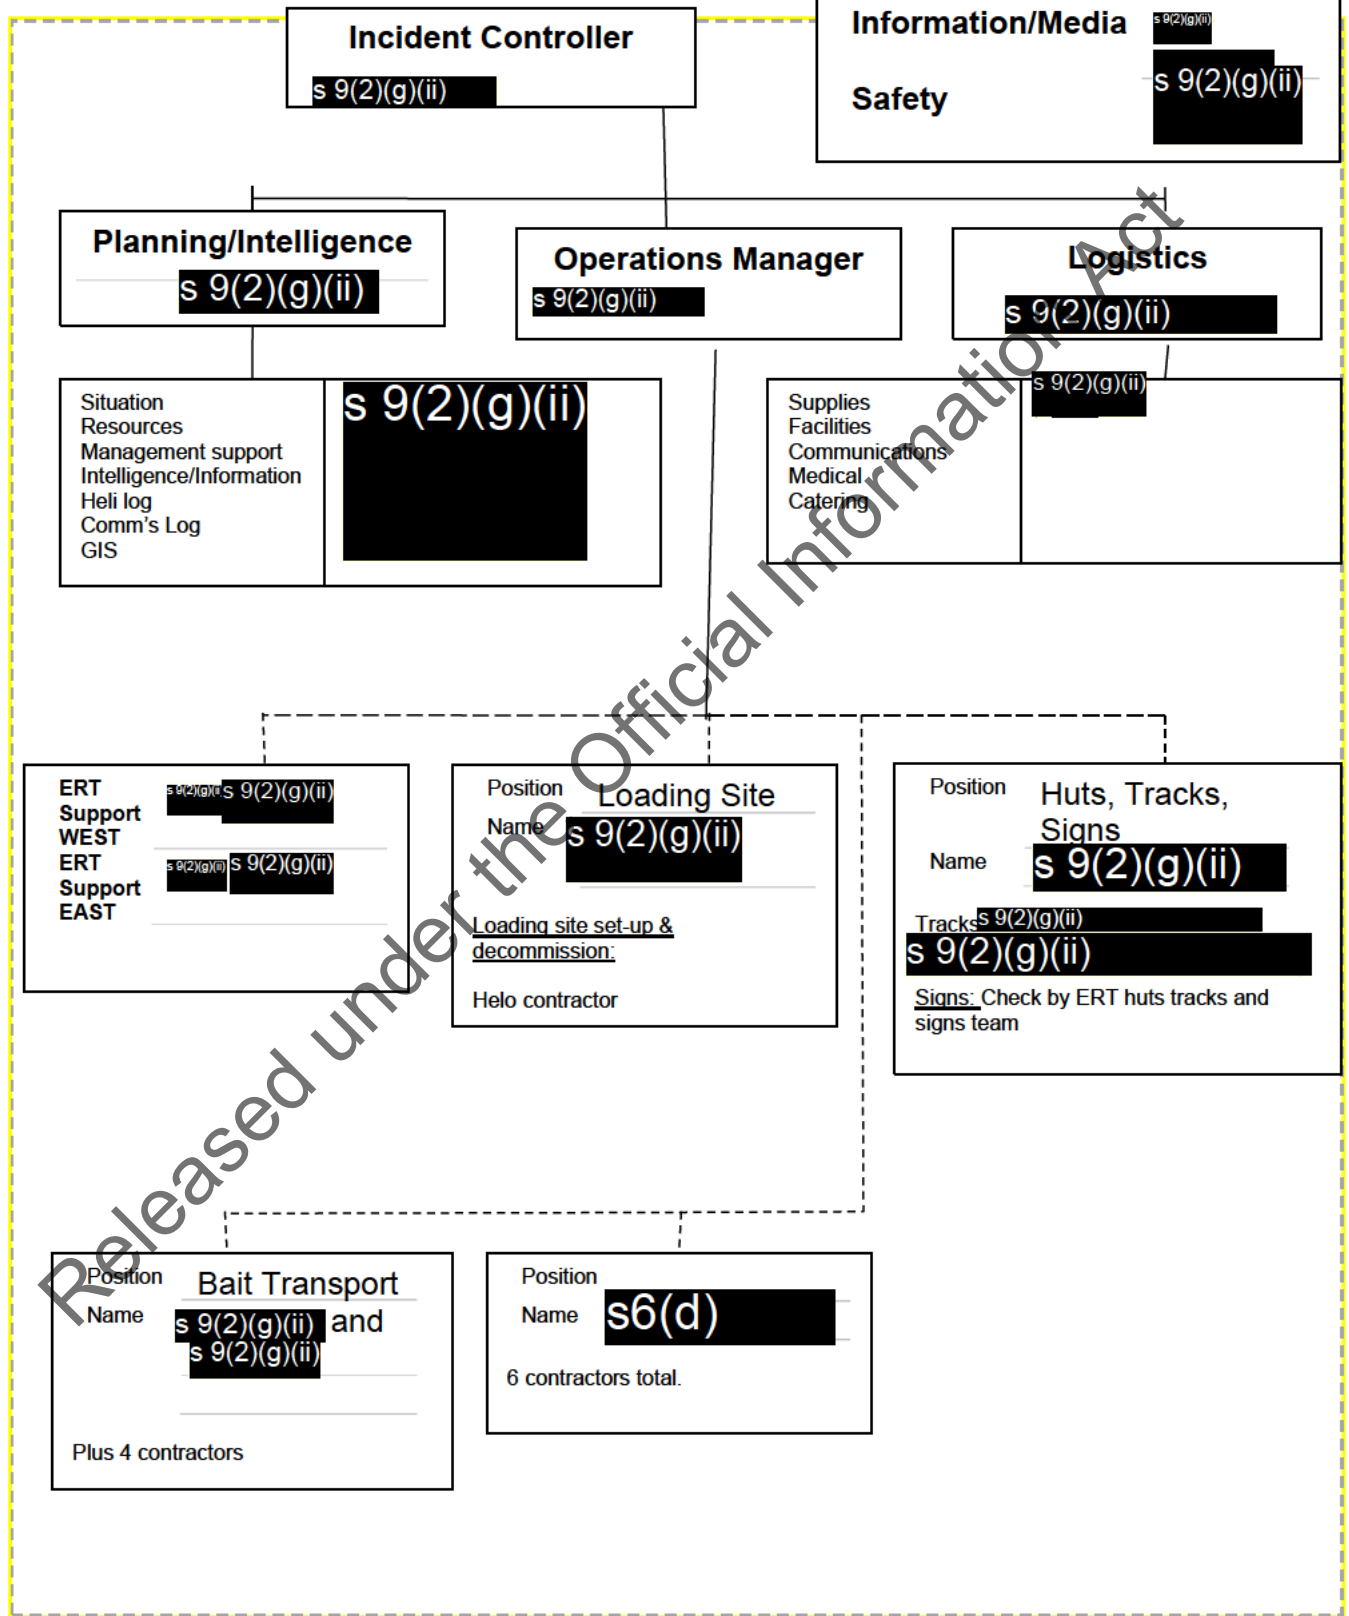 Incident Controller
s 9(2)(g)(ii)
Information/Media
s 9(2)(g)(ii)
Safety
s 9(2)(g)(ii)
Planning/Intelligence
s 9(2)(g)(ii)
Operations Manager
s 9(2)(g)(ii)
Logistics
s 9(2)(g)(ii)
Situation
Resources
Management support
Intelligence/Information
Heli log
Comm's Log
GIS
s 9(2)(g)(ii)
Supplies
Facilities
Communications
Medical
Catering
s 9(2)(g)(ii)
ERT
Support
WEST
s 9(2)(g)(ii) s 9(2)(g)(ii)
ERT
Support
EAST
s 9(2)(g)(ii) s 9(2)(g)(ii)
Position Loading Site
Name s 9(2)(g)(ii)
Loading site set-up &
decommission:
Helo contractor
Position Huts, Tracks,
Signs
Name s 9(2)(g)(ii)
Tracks s 9(2)(g)(ii)
s 9(2)(g)(ii)
Signs: Check by ERT huts tracks and
signs team
Position Bait Transport
Name s 9(2)(g)(ii) and
s 9(2)(g)(ii)
Plus 4 contractors
Position
Name s6(d)
6 contractors total.
Released under the Official Information Act